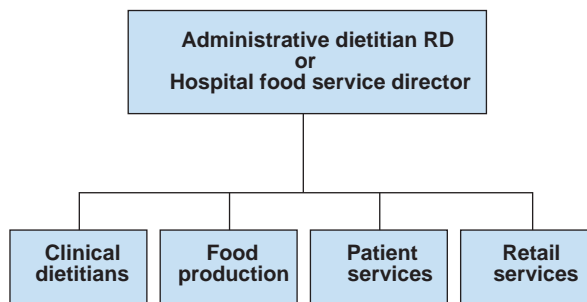 Administrative dietitian RD
or
Hospital food service director
Clinical
dietitians
Food
production
Patient
services
Retail
services